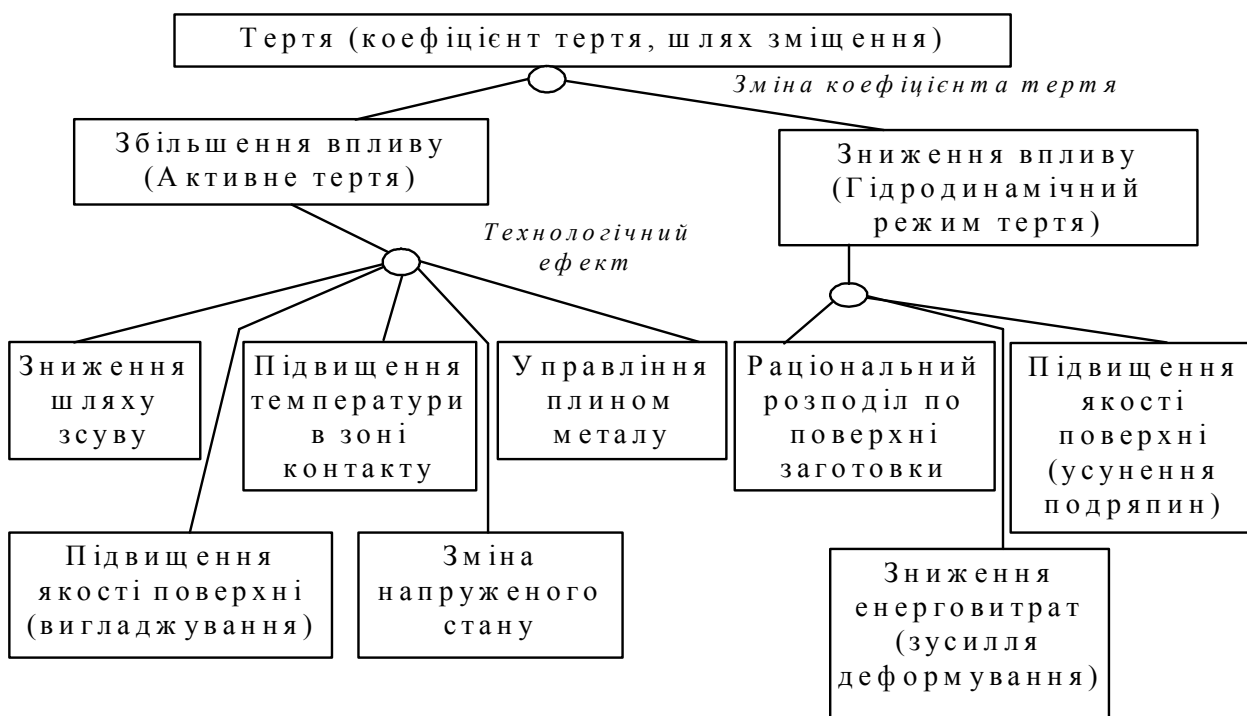 Тертя (коефіцієнт тертя, шлях зміщення)
Зміна коефіцієнта тертя
Збільшення впливу
(Активне тертя)
Зниження впливу
(Гідродинамічний
режим тертя)
Технологічний
ефект
Зниження
шляху
зсуву
Підвищення
температури
в зоні
контакту
Управління
плином
металу
Раціональний
розподіл по
поверхні
заготовки
Підвищення
якості
поверхні
(усунення
подряпин)
Підвищення
якості поверхні
(вигладжування)
Зміна
напруженого
стану
Зниження
енерговитрат
(зусилля
деформування)